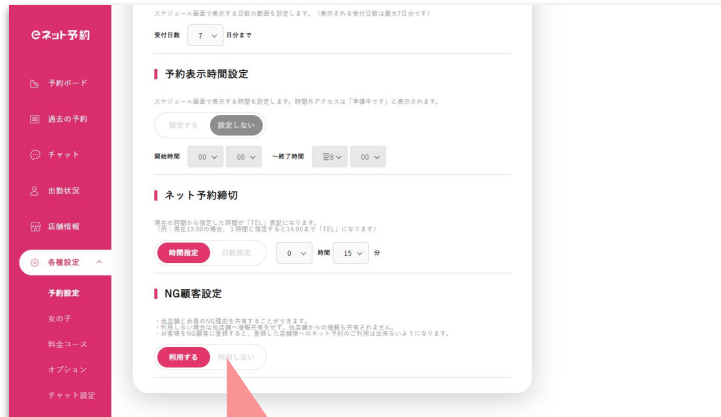 eネット予約
予約ボード
過去の予約
チャット
出勤状況
店舗情報
各種設定
予約設定
女の子
料金コース
オプション
チャット設定
スケジュール画面で表示する日数の範囲を設定します。（表示される受付日数は最大7日分です）
受付日数 7 日分まで
予約表示時間設定
スケジュール画面で表示する時間を設定します。時間外アクセスは「準備中です」と表示されます。
設定する 設定しない
開始時間 00 00 ～終了時間 翌8 00
ネット予約締切
現在の時間から指定した時間が「TEL」表記になります。
（例：現在13:00の場合、１時間と指定すると14:00まで「TEL」になります）
時間指定 日数指定 0 時間 15 分
NG顧客設定
・他店舗と会員のNG理由を共有することができます。
・利用しない場合は他店舗へ情報共有をせず、他店舗からの情報も共有されません。
・お客様をNG顧客に登録すると、登録した店舗様へのネット予約のご利用は出来ないようになります。
利用する 利用しない